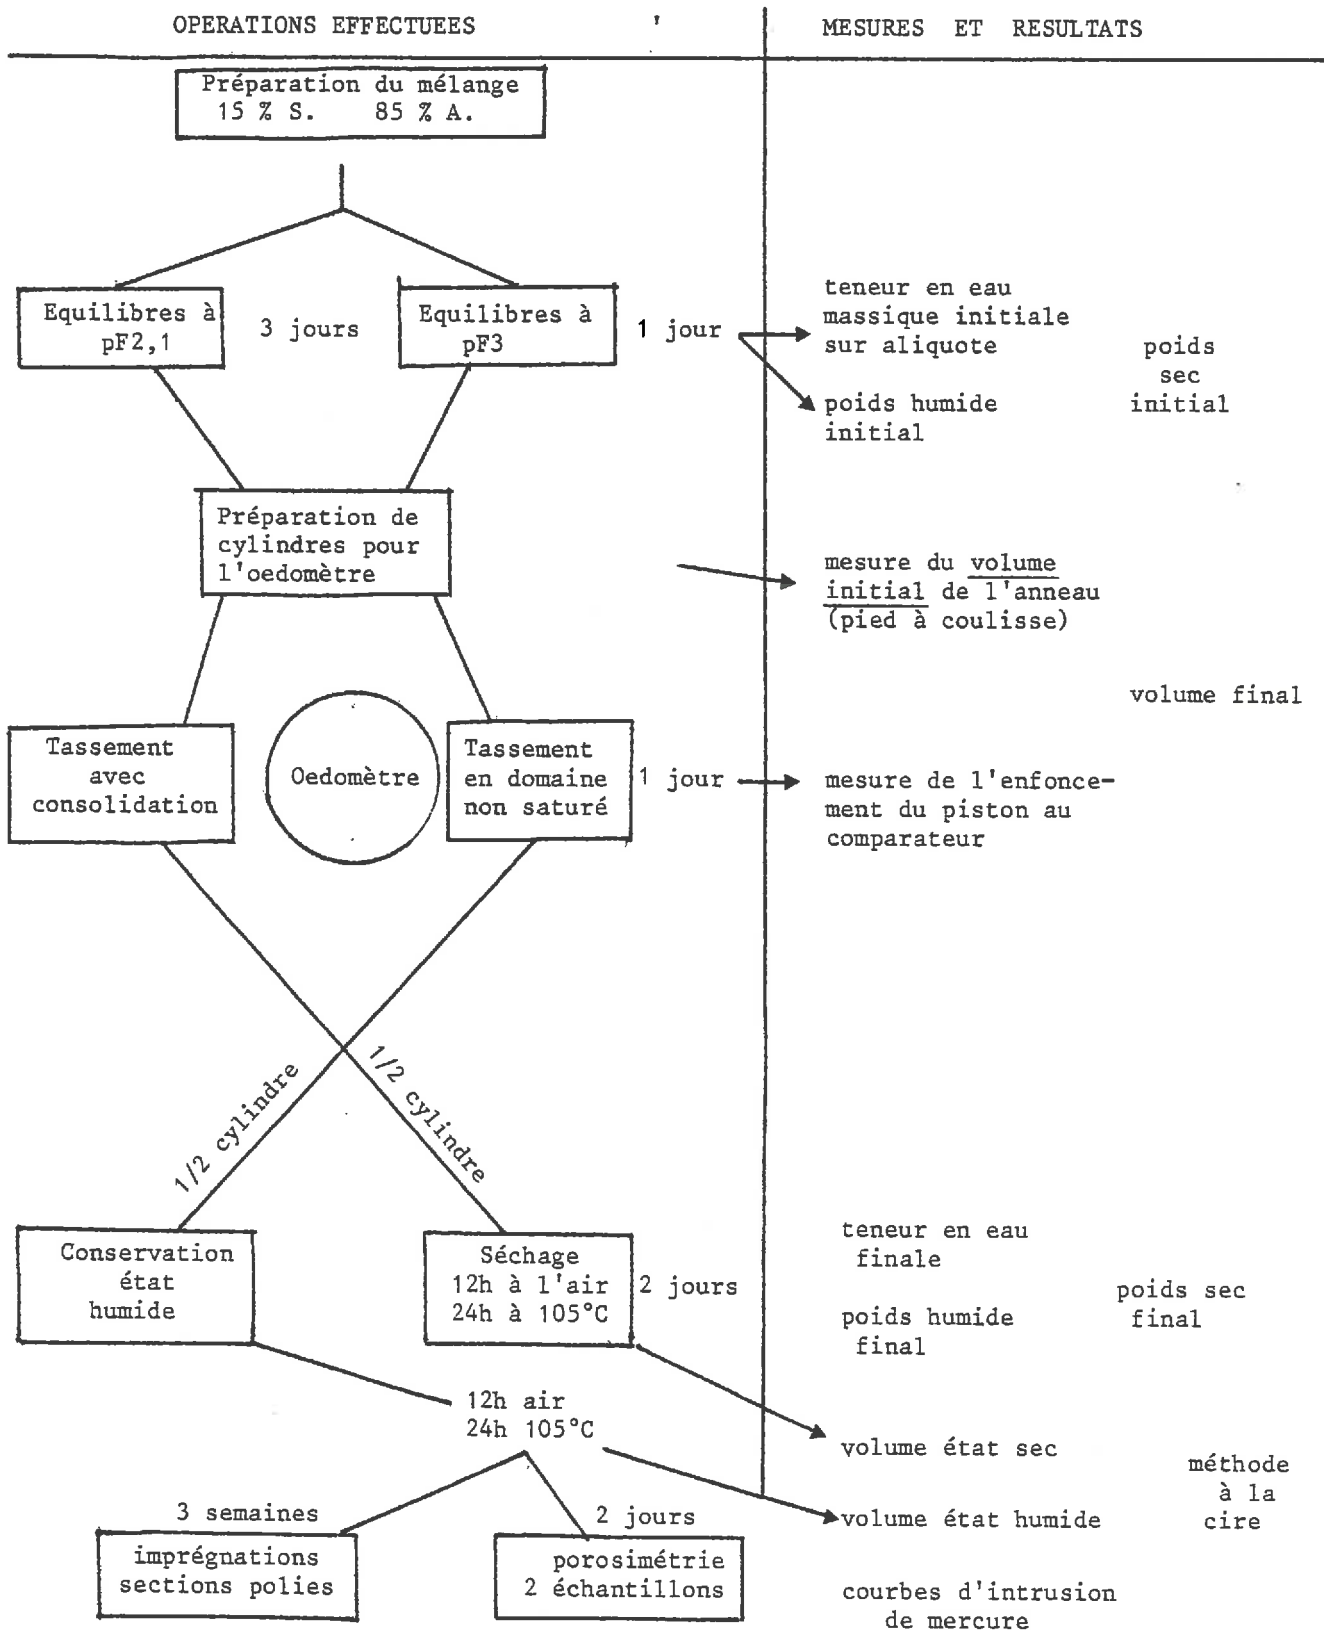 OPERATIONS EFFECTUEES
MESURES ET RESULTATS
Préparation du mélange
15 % S. 85 % A.
Equilibres à
pF2,1
3 jours
Equilibres à
pF3
1 jour
teneur en eau
massique initiale
sur aliquote
poids humide
initial
poids
sec
initial
Préparation de
cylindres pour
l'oedomètre
mesure du volume
initial de l'anneau
(pied à coulisse)
volume final
Tassement
avec
consolidation
Oedomètre
Tassement
en domaine
non saturé
1 jour
mesure de l'enfonce-
ment du piston au
comparateur
1/2 cylindre
1/2 cylindre
Conservation
état
humide
Séchage
12h à l'air
24h à 105°C
2 jours
teneur en eau
finale
poids humide
final
poids sec
final
12h air
24h 105°C
volume état sec
volume état humide
méthode
à la
cire
3 semaines
imprégnations
sections polies
2 jours
porosimétrie
2 échantillons
courbes d'intrusion
de mercure